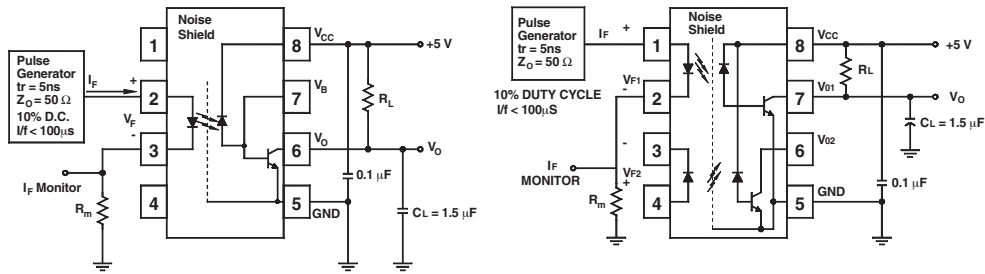 Noise
Shield
1
8
VCC
+5 V
Pulse
Generator
tr = 5ns
ZO = 50 Ω
10% D.C.
I/f < 100μs
IF
+
2
VF
-
3
7
VB
RL
6
VO
VO
IF Monitor
Rm
4
5
GND
0.1 μF
CL = 1.5 μF
Pulse
Generator
tr = 5ns
ZO = 50 Ω
IF
+
Noise
Shield
1
8
VCC
+5 V
10% DUTY CYCLE
I/f < 100μS
VF1
-
2
7
V01
RL
VO
CL = 1.5 μF
-
3
6
V02
IF
MONITOR
VF2
+
Rm
4
5
GND
0.1 μF